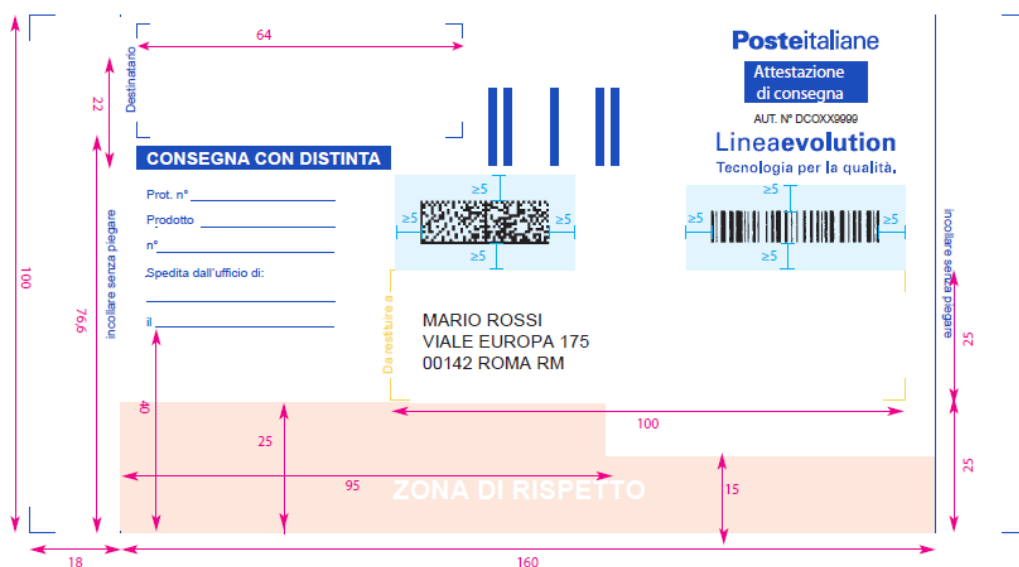 64
Posteitaliane
Attestazione
di consegna
AUT. N° DCOXX9999
Lineaevolution
Tecnologia per la qualità.
Destinatario
22
CONSEGNA CON DISTINTA
Prot. n°
Prodotto
n°
Spedita dall'ufficio di:
il
≥5
≥5
≥5
≥5
≥5
≥5
≥5
≥5
incollare senza piegare
incollare senza piegare
100
76,6
Da restituire a
MARIO ROSSI
VIALE EUROPA 175
00142 ROMA RM
25
40
100
25
25
95
ZONA DI RISPETTO
15
18
160